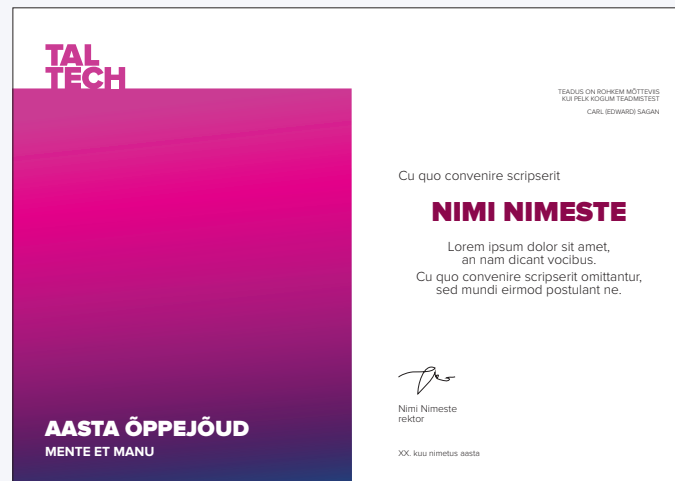 TAL
TECH
TEADUS ON ROHKEM MÕTTEVIIS
KUI PELK KOGUM TEADMISTEST
CARL (EDWARD) SAGAN
Cu quo convenire scripserit
NIMI NIMESTE
Lorem ipsum dolor sit amet,
an nam dicant vocibus.
Cu quo convenire scripserit omittantur,
sed mundi eirmod postulant ne.
Nimi Nimeste
rektor
XX. kuu nimetus aasta
AASTA ÕPPEJÕUD
MENTE ET MANU